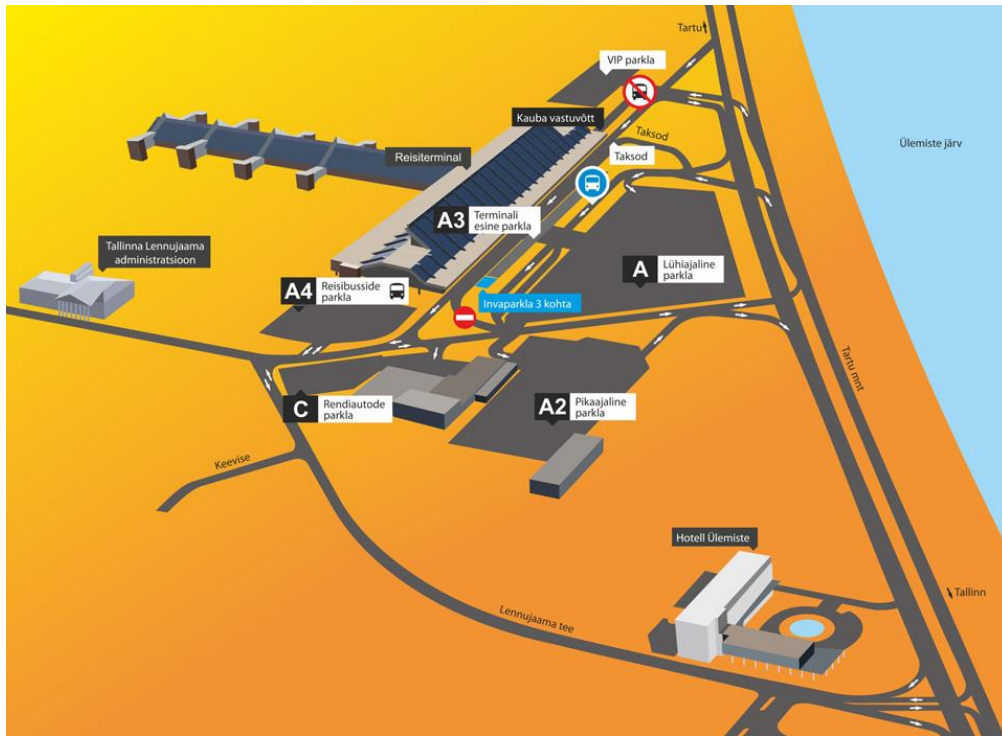 Tartu
VIP parkla
Kauba vastuvõtt
Taksod
Ülemiste järv
Reisiterminal
Taksod
A3 Terminali
esine parkla
Tallinna Lennujaama
administratsioon
A Lühiajaline
parkla
A4 Reisibusside
parkla
Invaparkla 3 kohta
Tartu mnt
C Rendiautode
parkla
A2 Pikaajaline
parkla
Keevise
Hotell Ülemiste
Tallinn
Lennujaama tee